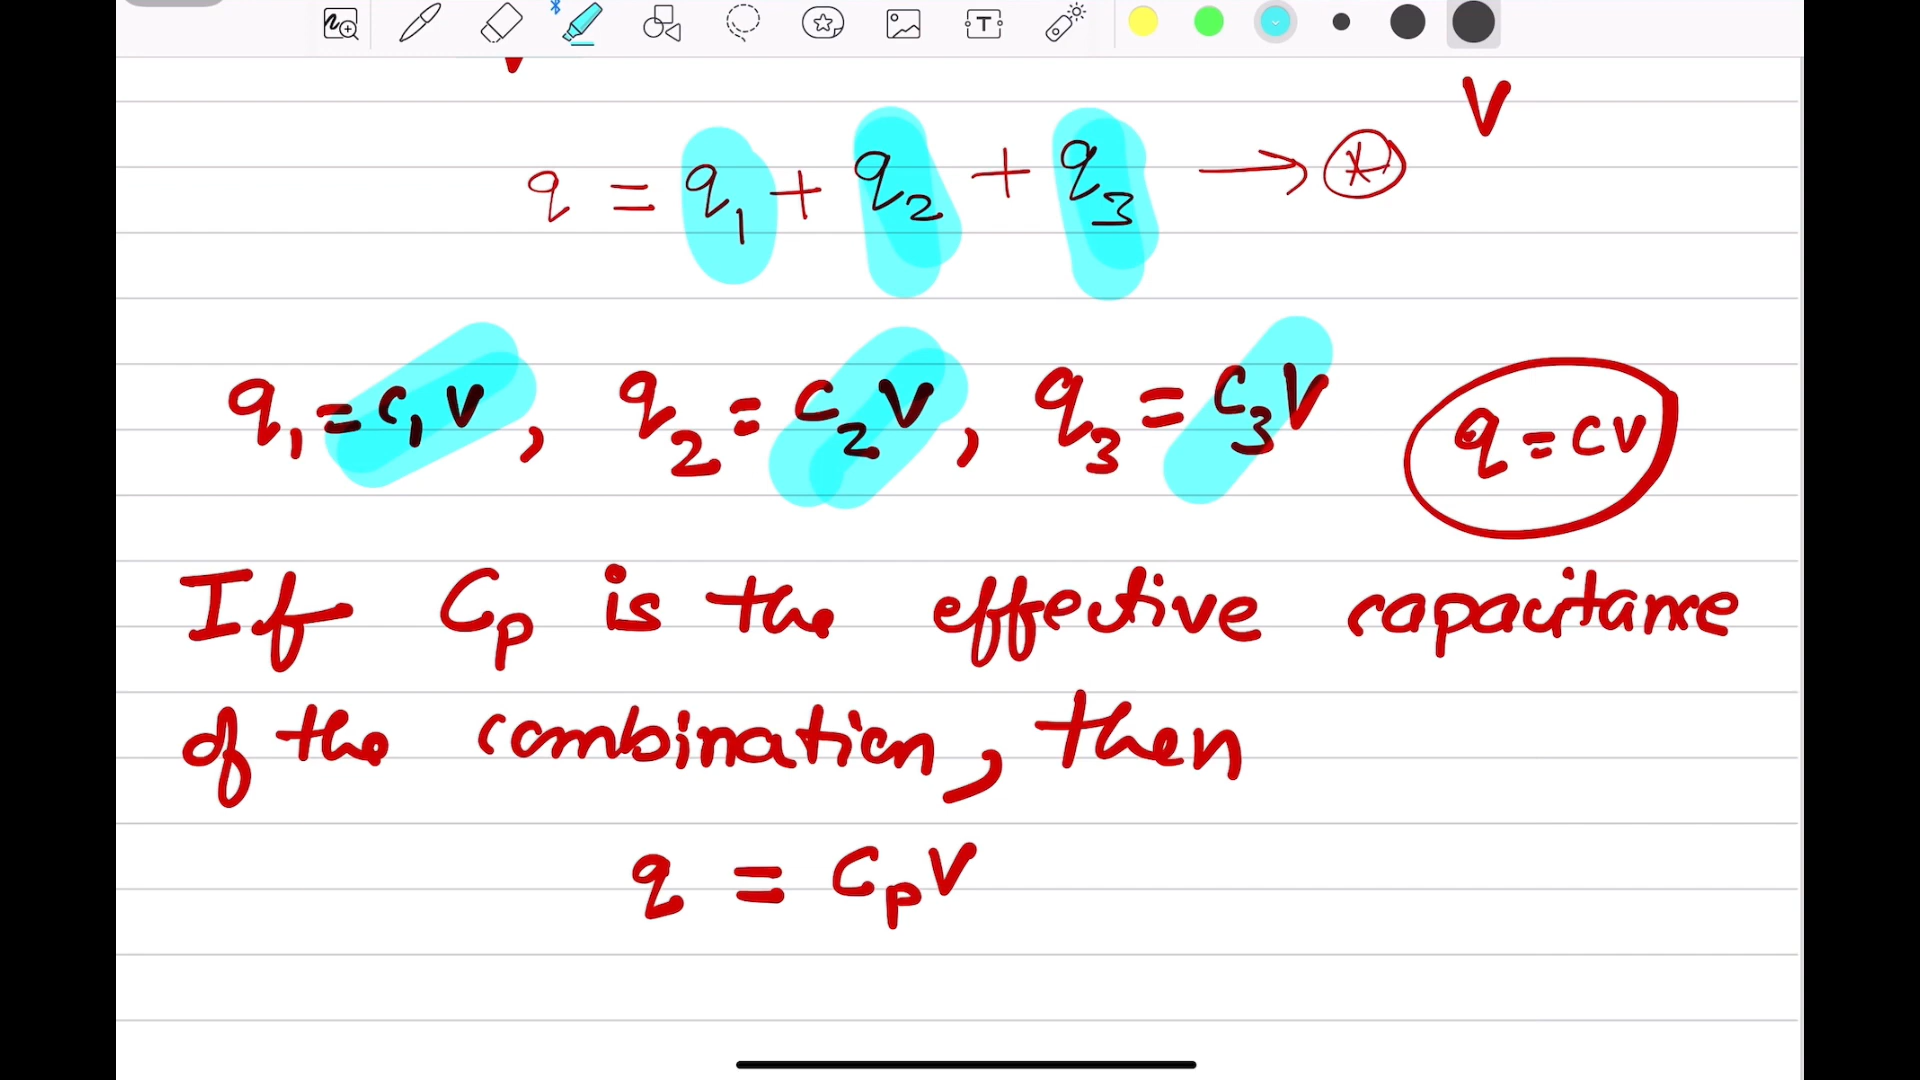 V
q = q₁ + q₂ + q₃ → ⊛
q₁ = C₁V, q₂ = C₂V, q₃ = C₃V q = CV
If Cₚ is the effective capacitance
of the combination, then
q = CₚV